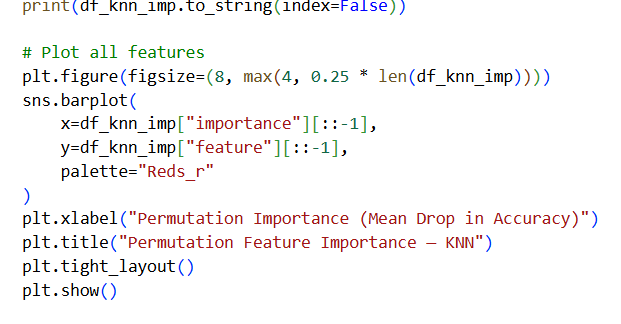 print(df_knn_imp.to_string(index=False))
# Plot all features
plt.figure(figsize=(8, max(4, 0.25 * len(df_knn_imp))))
sns.barplot(
    x=df_knn_imp["importance"][::-1],
    y=df_knn_imp["feature"][::-1],
    palette="Reds_r"
)
plt.xlabel("Permutation Importance (Mean Drop in Accuracy)")
plt.title("Permutation Feature Importance – KNN")
plt.tight_layout()
plt.show()